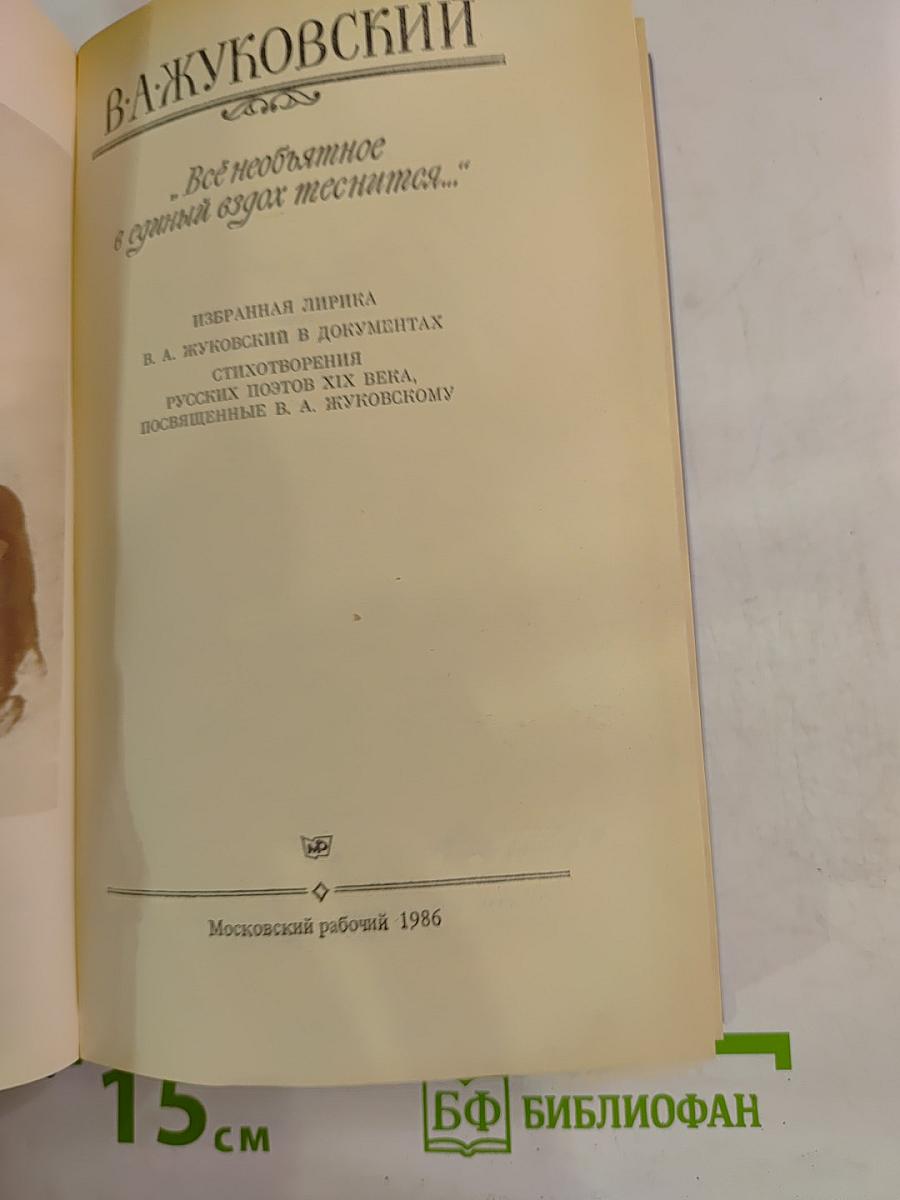 В·А·ЖУКОВСКИЙ
„Всё необъятное
в единый вздох теснится..."
ИЗБРАННАЯ ЛИРИКА
В. А. ЖУКОВСКИЙ В ДОКУМЕНТАХ
СТИХОТВОРЕНИЯ
РУССКИХ ПОЭТОВ XIX ВЕКА,
ПОСВЯЩЕННЫЕ В. А. ЖУКОВСКОМУ
МР
Московский рабочий 1986
15 см
БФ БИБЛИОФАН